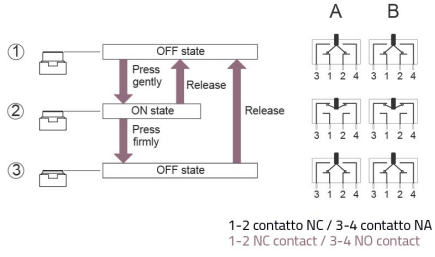 A B
1 OFF state
Press
gently
Release
3 1 2 4 3 1 2 4
2 ON state
Press
firmly
Release
3 1 2 4 3 1 2 4
3 OFF state
3 1 2 4 3 1 2 4
1-2 contatto NC / 3-4 contatto NA
1-2 NC contact / 3-4 NO contact